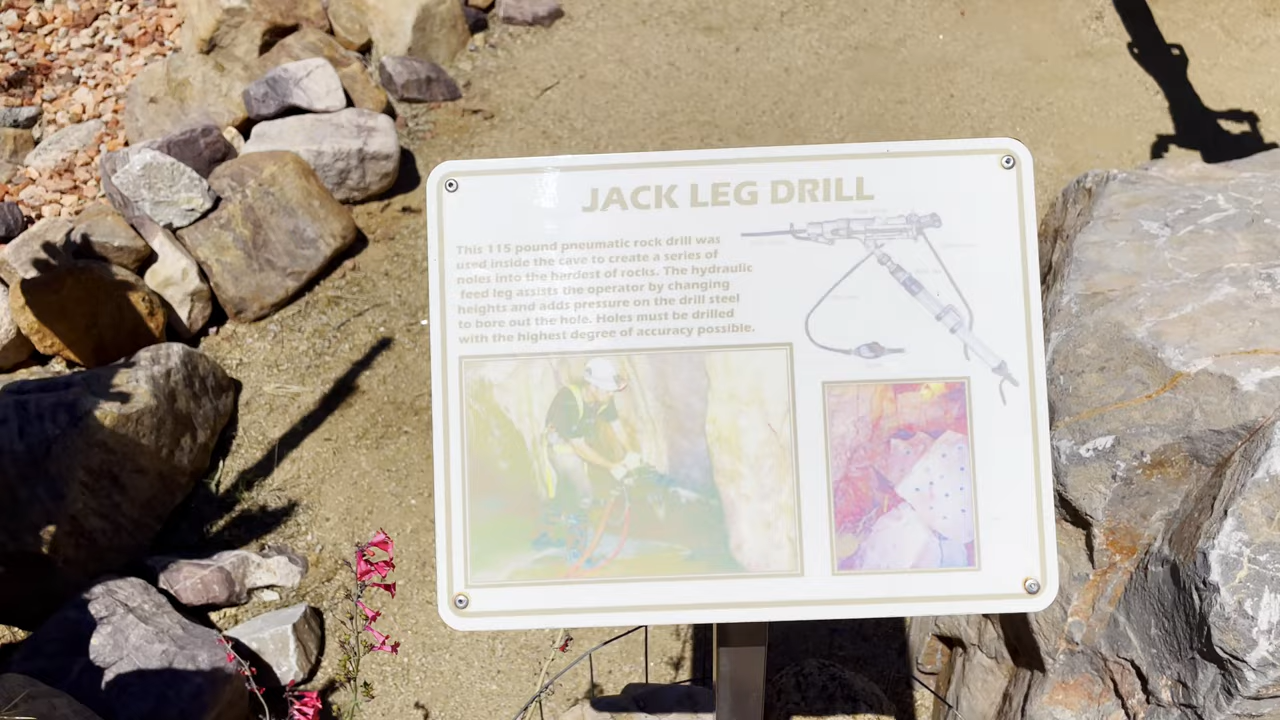 JACK LEG DRILL
This 115 pound pneumatic rock drill was
used inside the cave to create a series of
holes into the hardest of rocks. The hydraulic
feed leg assists the operator by changing
heights and adds pressure on the drill steel
to bore out the hole. Holes must be drilled
with the highest degree of accuracy possible.